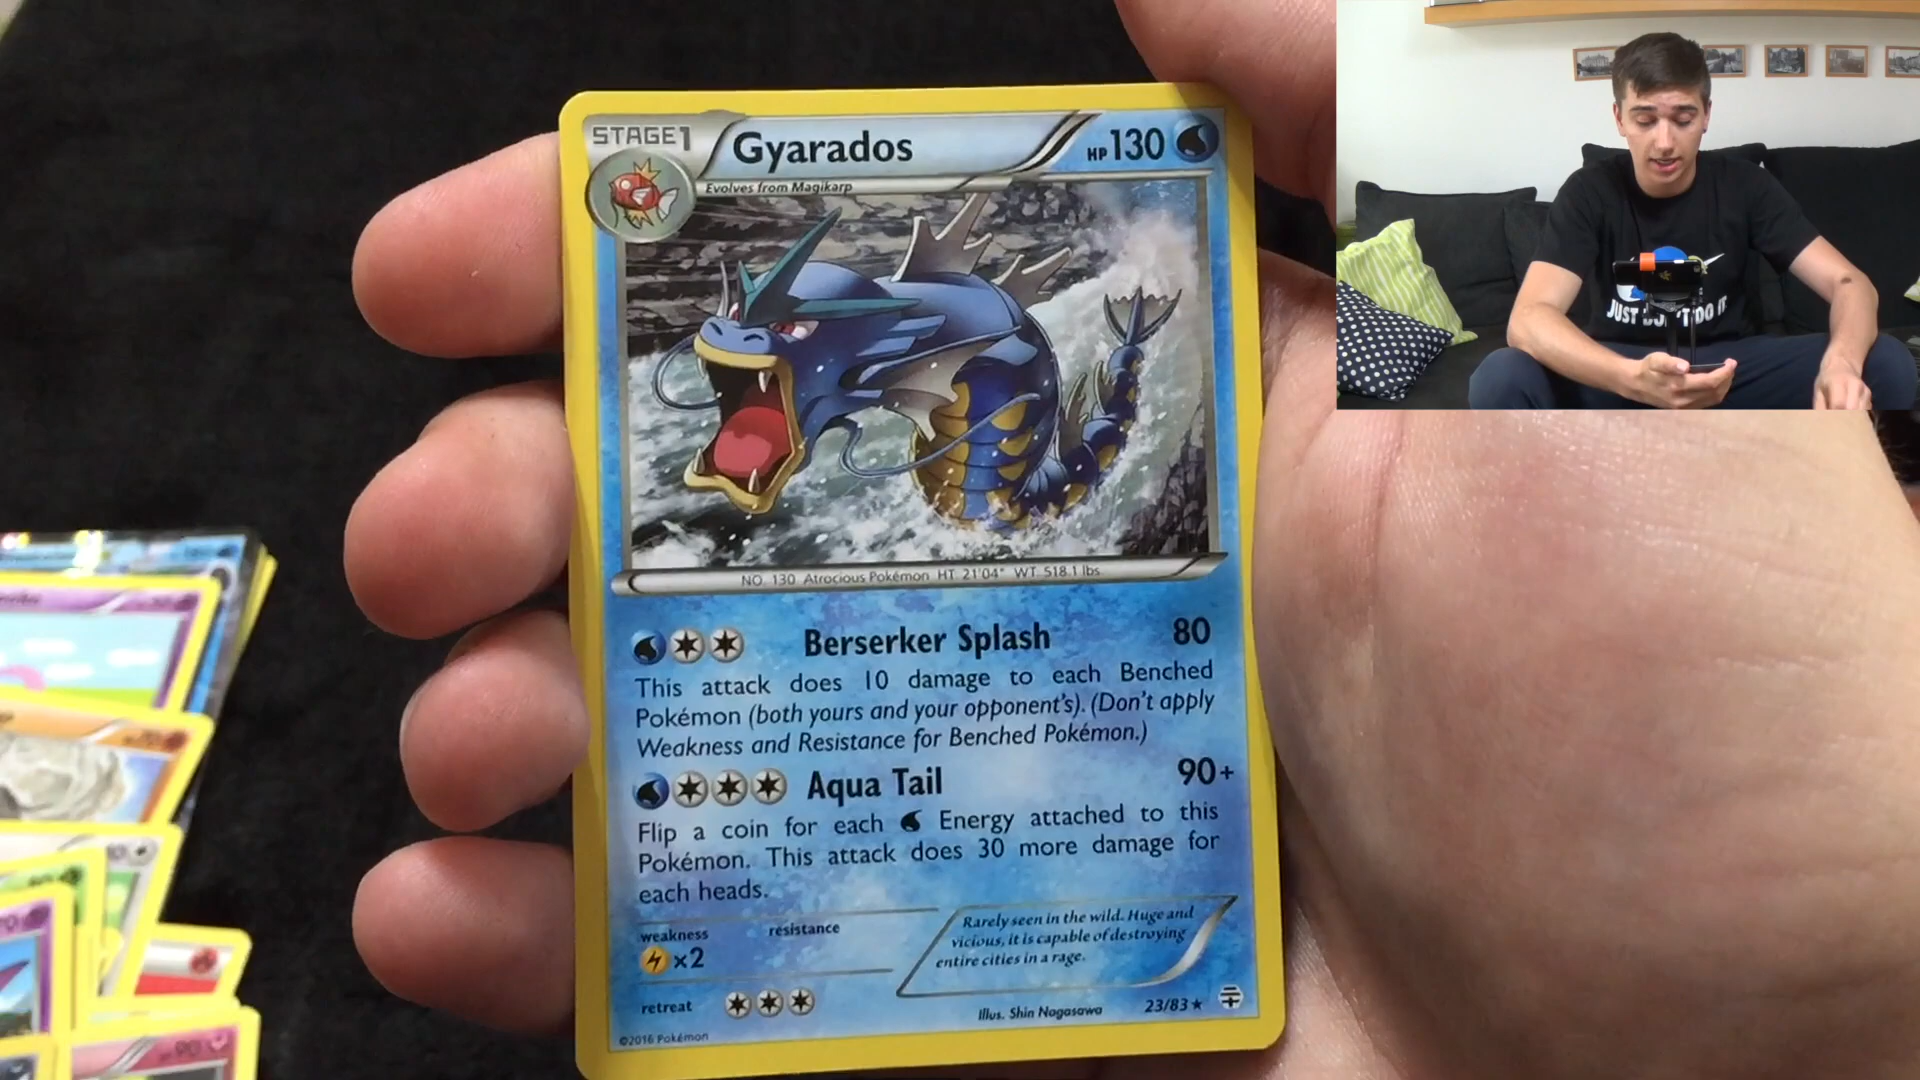 STAGE1
Gyarados
HP 130
Evolves from Magikarp
NO. 130 Atrocious Pokémon HT. 21'04" WT. 518.1 lbs.
Berserker Splash 80
This attack does 10 damage to each Benched
Pokémon (both yours and your opponent's). (Don't apply
Weakness and Resistance for Benched Pokémon.)
Aqua Tail 90+
Flip a coin for each Energy attached to this
Pokémon. This attack does 30 more damage for
each heads.
weakness
×2
resistance
retreat
Rarely seen in the wild. Huge and
vicious, it is capable of destroying
entire cities in a rage.
Illus. Shin Nagasawa
23/83
©2016 Pokémon
JUST DO IT
90